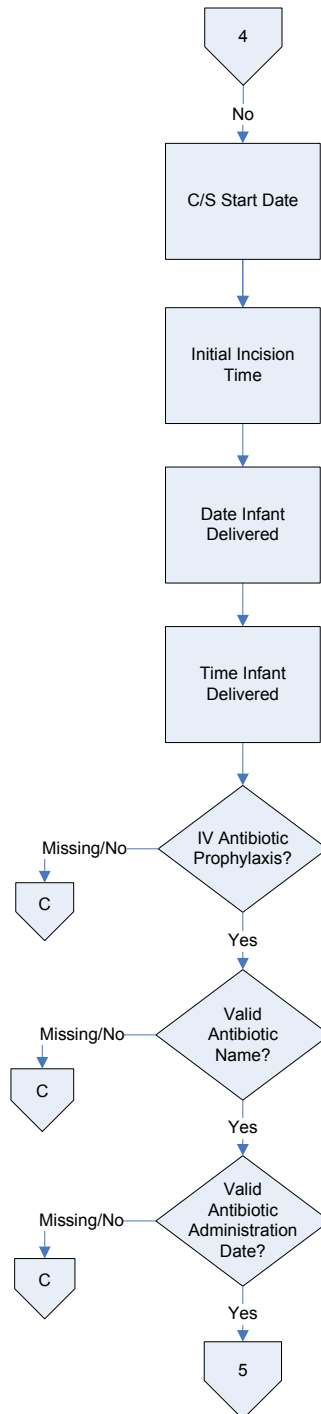 4
No
C/S Start Date
Initial Incision
Time
Date Infant
Delivered
Time Infant
Delivered
IV Antibiotic
Prophylaxis?
Missing/No
C
Yes
Valid
Antibiotic
Name?
Missing/No
C
Yes
Valid
Antibiotic
Administration
Date?
Missing/No
C
Yes
5